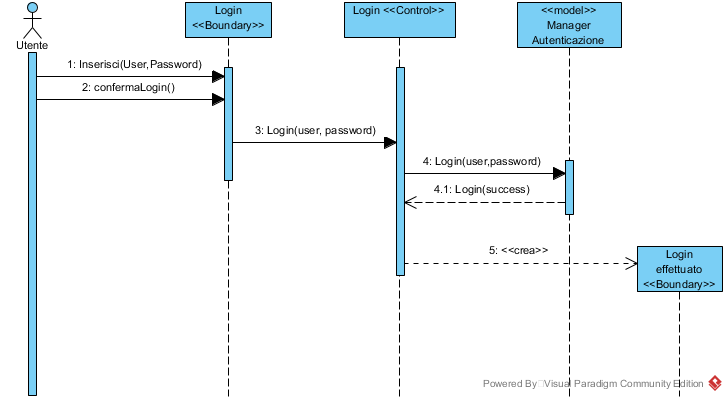 Login
<<Boundary>>
Login <<Control>>
<<model>>
Manager
Autenticazione
Utente
1: Inserisci(User,Password)
2: confermaLogin()
3: Login(user, password)
4: Login(user,password)
4.1: Login(success)
5: <<crea>>
Login
effettuato
<<Boundary>>
Powered By Visual Paradigm Community Edition